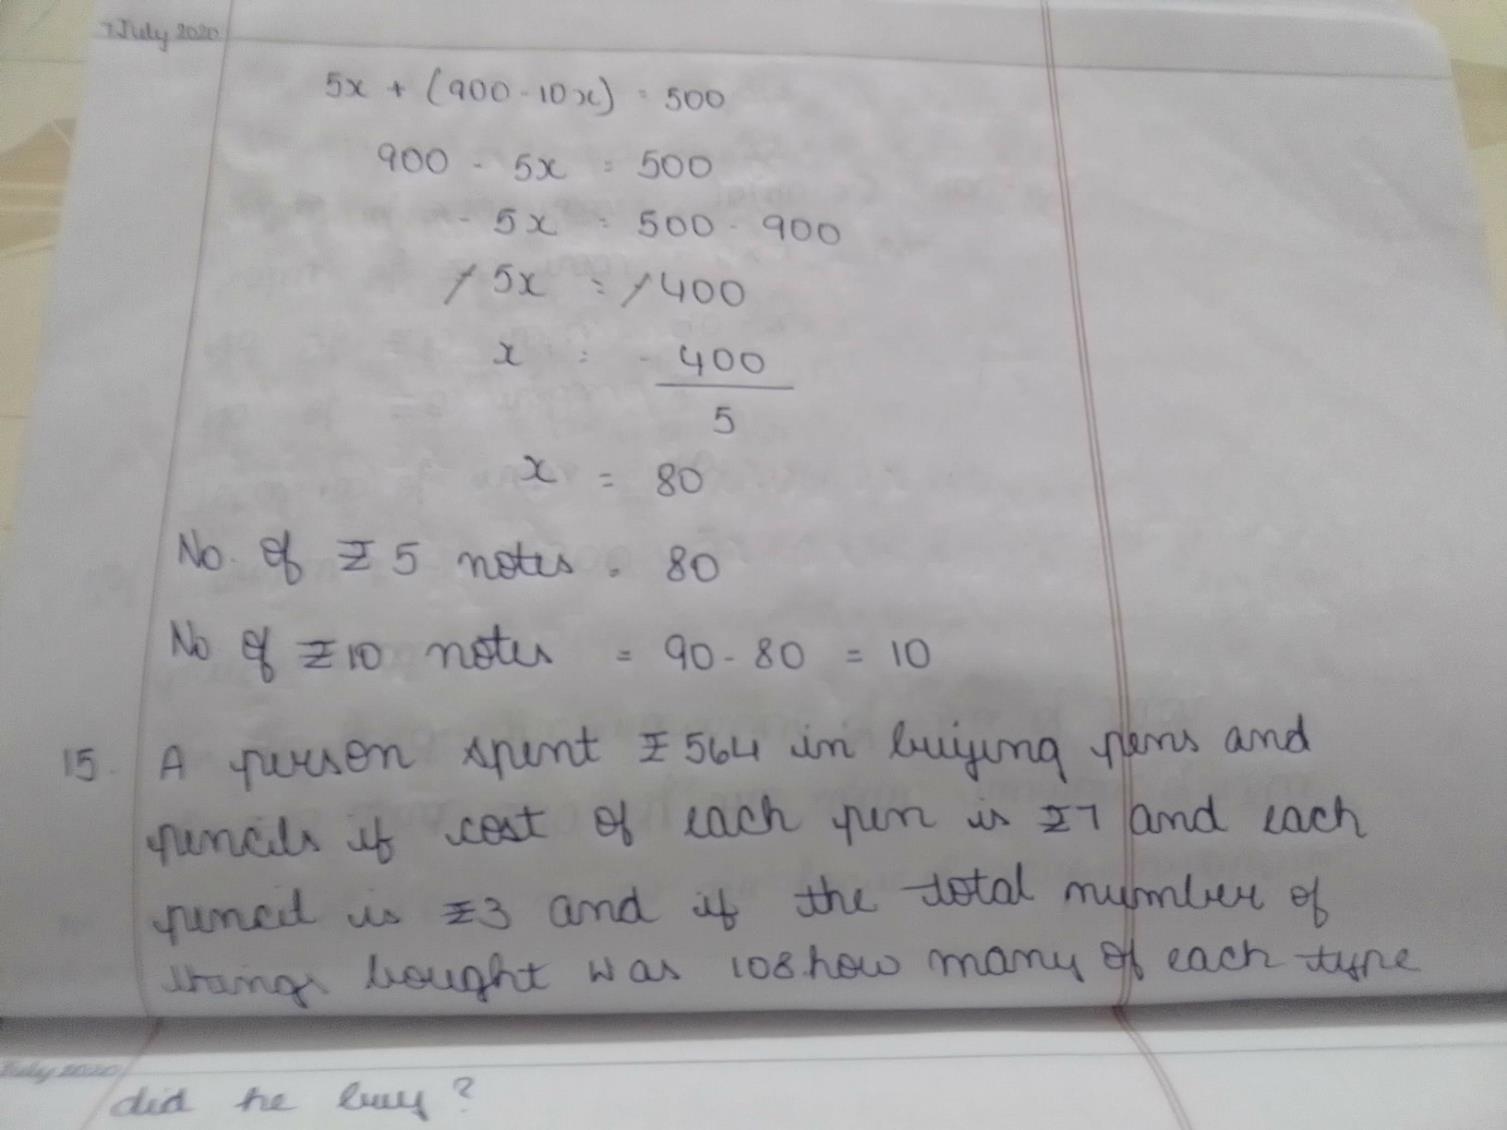 7 July 2020
5x + (900 - 10x) = 500
900 - 5x = 500
- 5x = 500 - 900
- 5x = - 400
x = - 400
5
x = 80
No. of ₹ 5 notes = 80
No of ₹ 10 notes = 90 - 80 = 10
15. A person spent ₹ 564 in buying pens and
pencils if cost of each pen is ₹7 and each
pencil is ₹3 and if the total number of
things bought was 108. how many of each type
July 2020
did he buy?